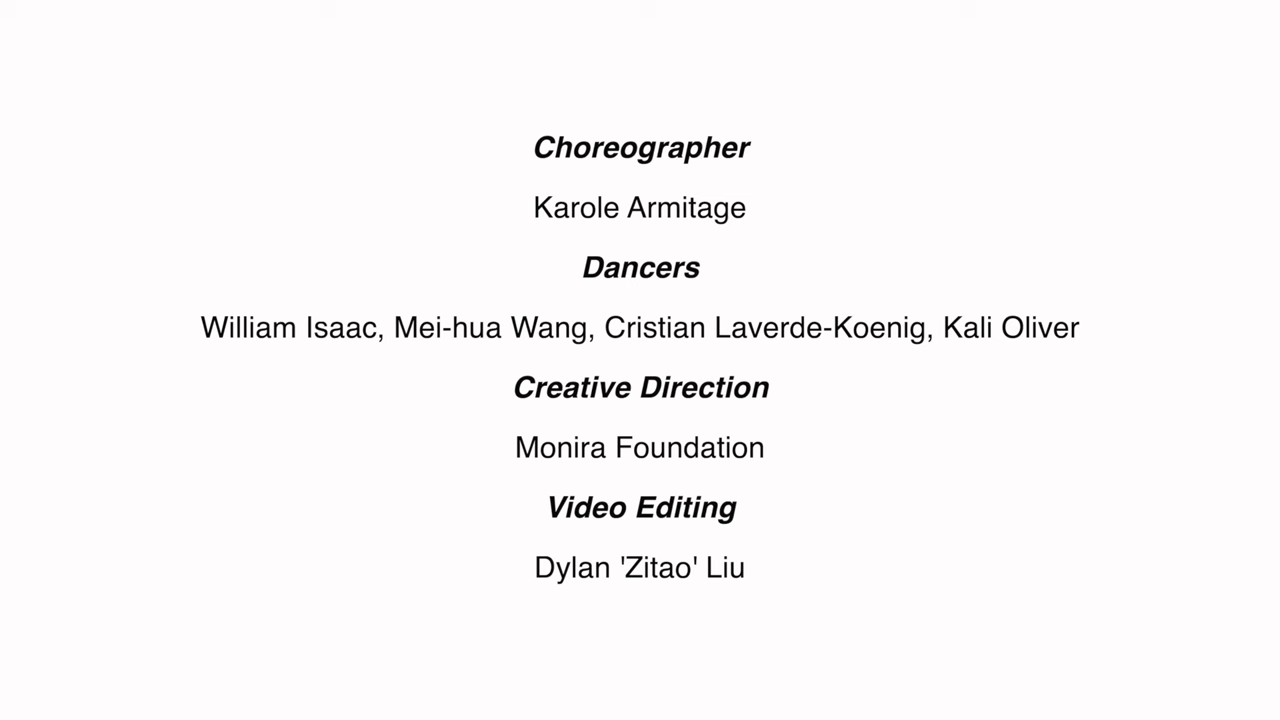 Choreographer
Karole Armitage
Dancers
William Isaac, Mei-hua Wang, Cristian Laverde-Koenig, Kali Oliver
Creative Direction
Monira Foundation
Video Editing
Dylan 'Zitao' Liu